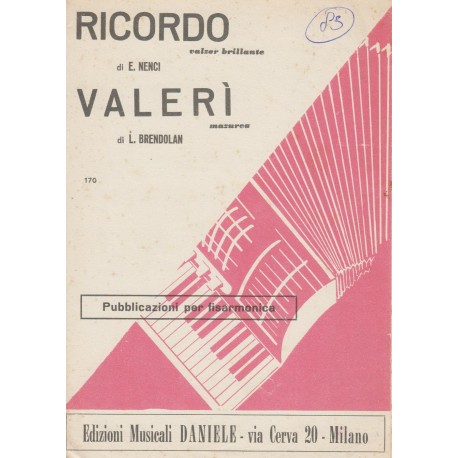 RICORDO
valzer brillante
di E. NENCI
VALERÌ
mazurca
di L. BRENDOLAN
170
83
Pubblicazioni per fisarmonica
Edizioni Musicali DANIELE - via Cerva 20 - Milano